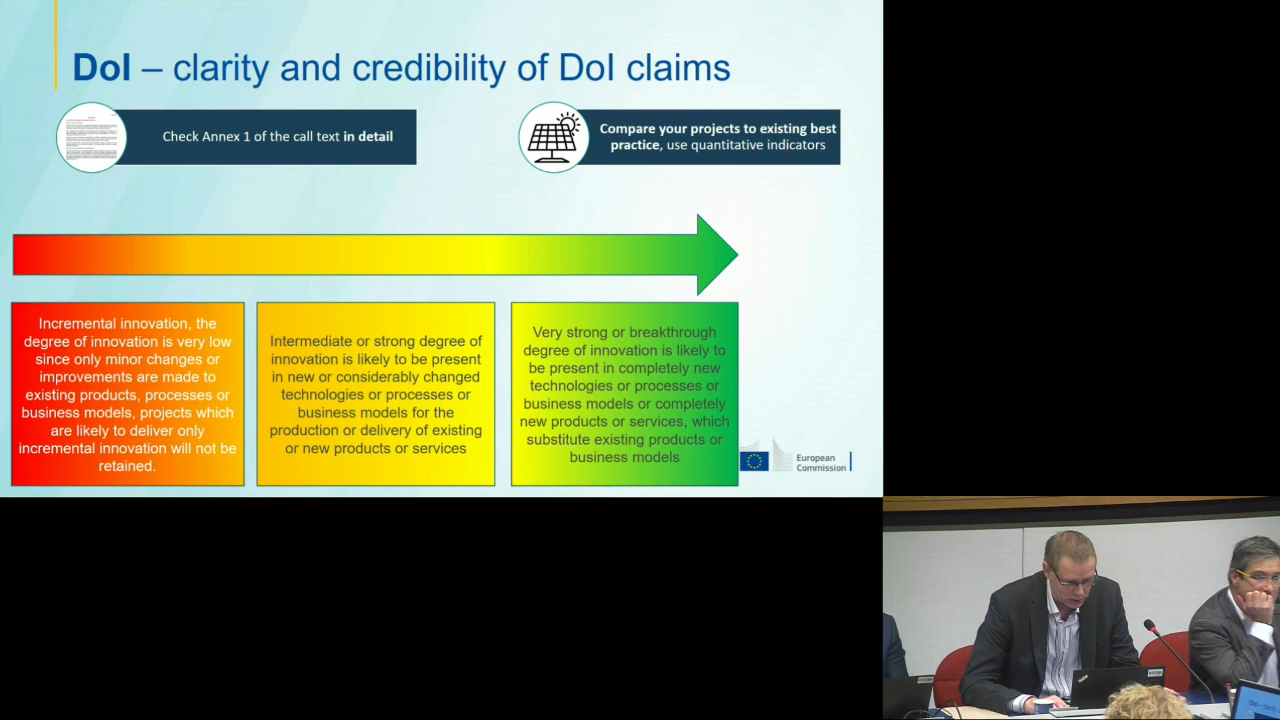 DoI – clarity and credibility of DoI claims
Check Annex 1 of the call text in detail
Compare your projects to existing best
practice, use quantitative indicators
Incremental innovation, the
degree of innovation is very low
since only minor changes or
improvements are made to
existing products, processes or
business models, projects which
are likely to deliver only
incremental innovation will not be
retained.
Intermediate or strong degree of
innovation is likely to be present
in new or considerably changed
technologies or processes or
business models for the
production or delivery of existing
or new products or services
Very strong or breakthrough
degree of innovation is likely to
be present in completely new
technologies or processes or
business models or completely
new products or services, which
substitute existing products or
business models
European
Commission